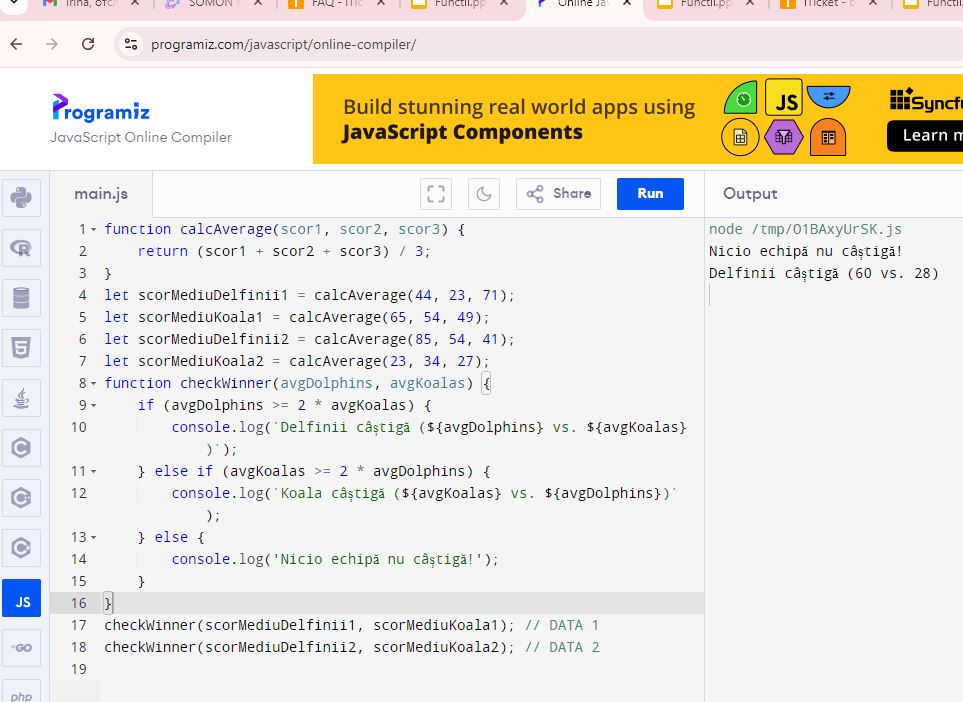 Irina, ofer
SOMON
FAQ - iTic
Functii.pp
Online Ja
Functii.pp
iTicket - b
Functii
programiz.com/javascript/online-compiler/
Programiz
JavaScript Online Compiler
Build stunning real world apps using
JavaScript Components
JS
Syncf
Learn m
main.js
Share
Run
Output
1 function calcAverage(scor1, scor2, scor3) {
2 return (scor1 + scor2 + scor3) / 3;
3 }
4 let scorMediuDelfinii1 = calcAverage(44, 23, 71);
5 let scorMediuKoala1 = calcAverage(65, 54, 49);
6 let scorMediuDelfinii2 = calcAverage(85, 54, 41);
7 let scorMediuKoala2 = calcAverage(23, 34, 27);
8 function checkWinner(avgDolphins, avgKoalas) {
9 if (avgDolphins >= 2 * avgKoalas) {
10 console.log(`Delfinii câștigă (${avgDolphins} vs. ${avgKoalas}
)`);
11 } else if (avgKoalas >= 2 * avgDolphins) {
12 console.log(`Koala câștigă (${avgKoalas} vs. ${avgDolphins})`
);
13 } else {
14 console.log('Nicio echipă nu câștigă!');
15 }
16 }
17 checkWinner(scorMediuDelfinii1, scorMediuKoala1); // DATA 1
18 checkWinner(scorMediuDelfinii2, scorMediuKoala2); // DATA 2
19
node /tmp/O1BAxyUrSK.js
Nicio echipă nu câștigă!
Delfinii câștigă (60 vs. 28)
JS
GO
php